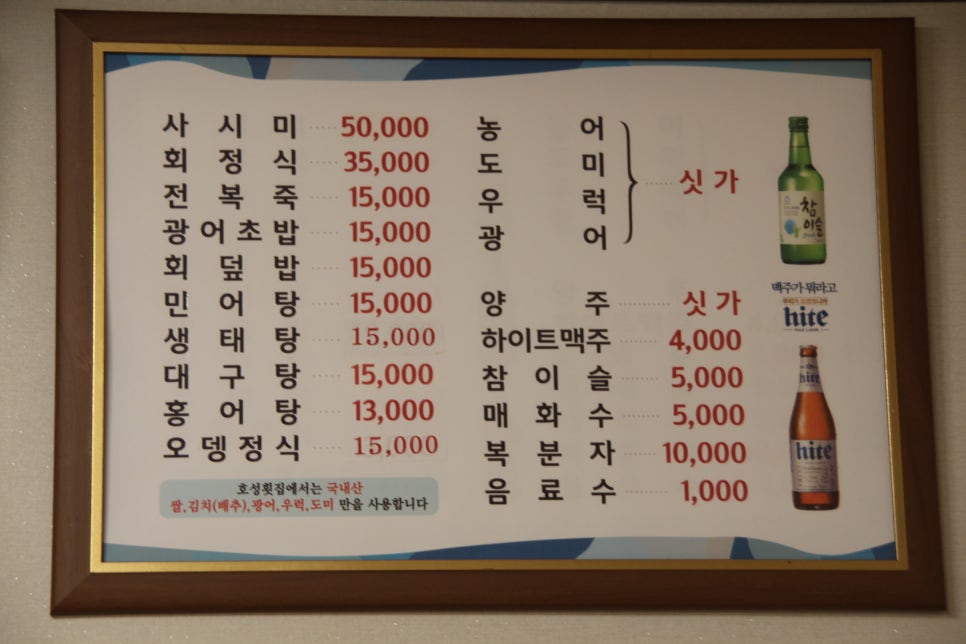 사시미 50,000
회정식 35,000
전복죽 15,000
광어초밥 15,000
회덮밥 15,000
민어탕 15,000
생태탕 15,000
대구탕 15,000
홍어탕 13,000
오뎅정식 15,000
호성횟집에서는 국내산
쌀,김치(배추),광어,우럭,도미 만을 사용합니다
농어
도미
우럭
광어
싯가
양주 싯가
하이트맥주 4,000
참이슬 5,000
매화수 5,000
복분자 10,000
음료수 1,000
참
이슬
맥주가 뭐라고
hite
hite
hite